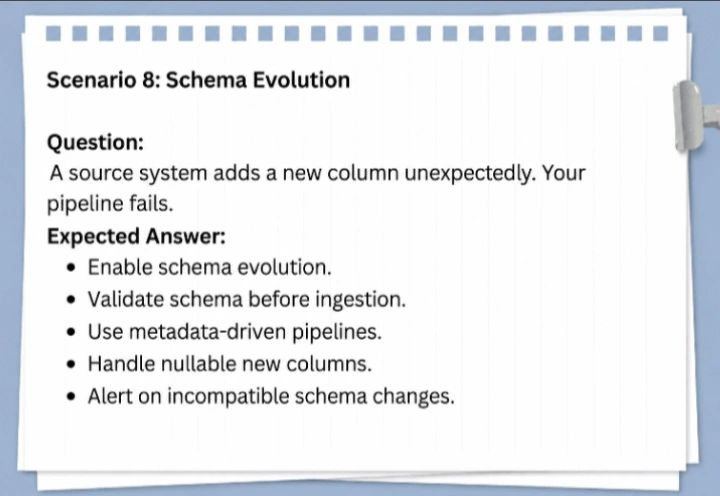 Scenario 8: Schema Evolution
Question:
A source system adds a new column unexpectedly. Your
pipeline fails.
Expected Answer:
• Enable schema evolution.
• Validate schema before ingestion.
• Use metadata-driven pipelines.
• Handle nullable new columns.
• Alert on incompatible schema changes.